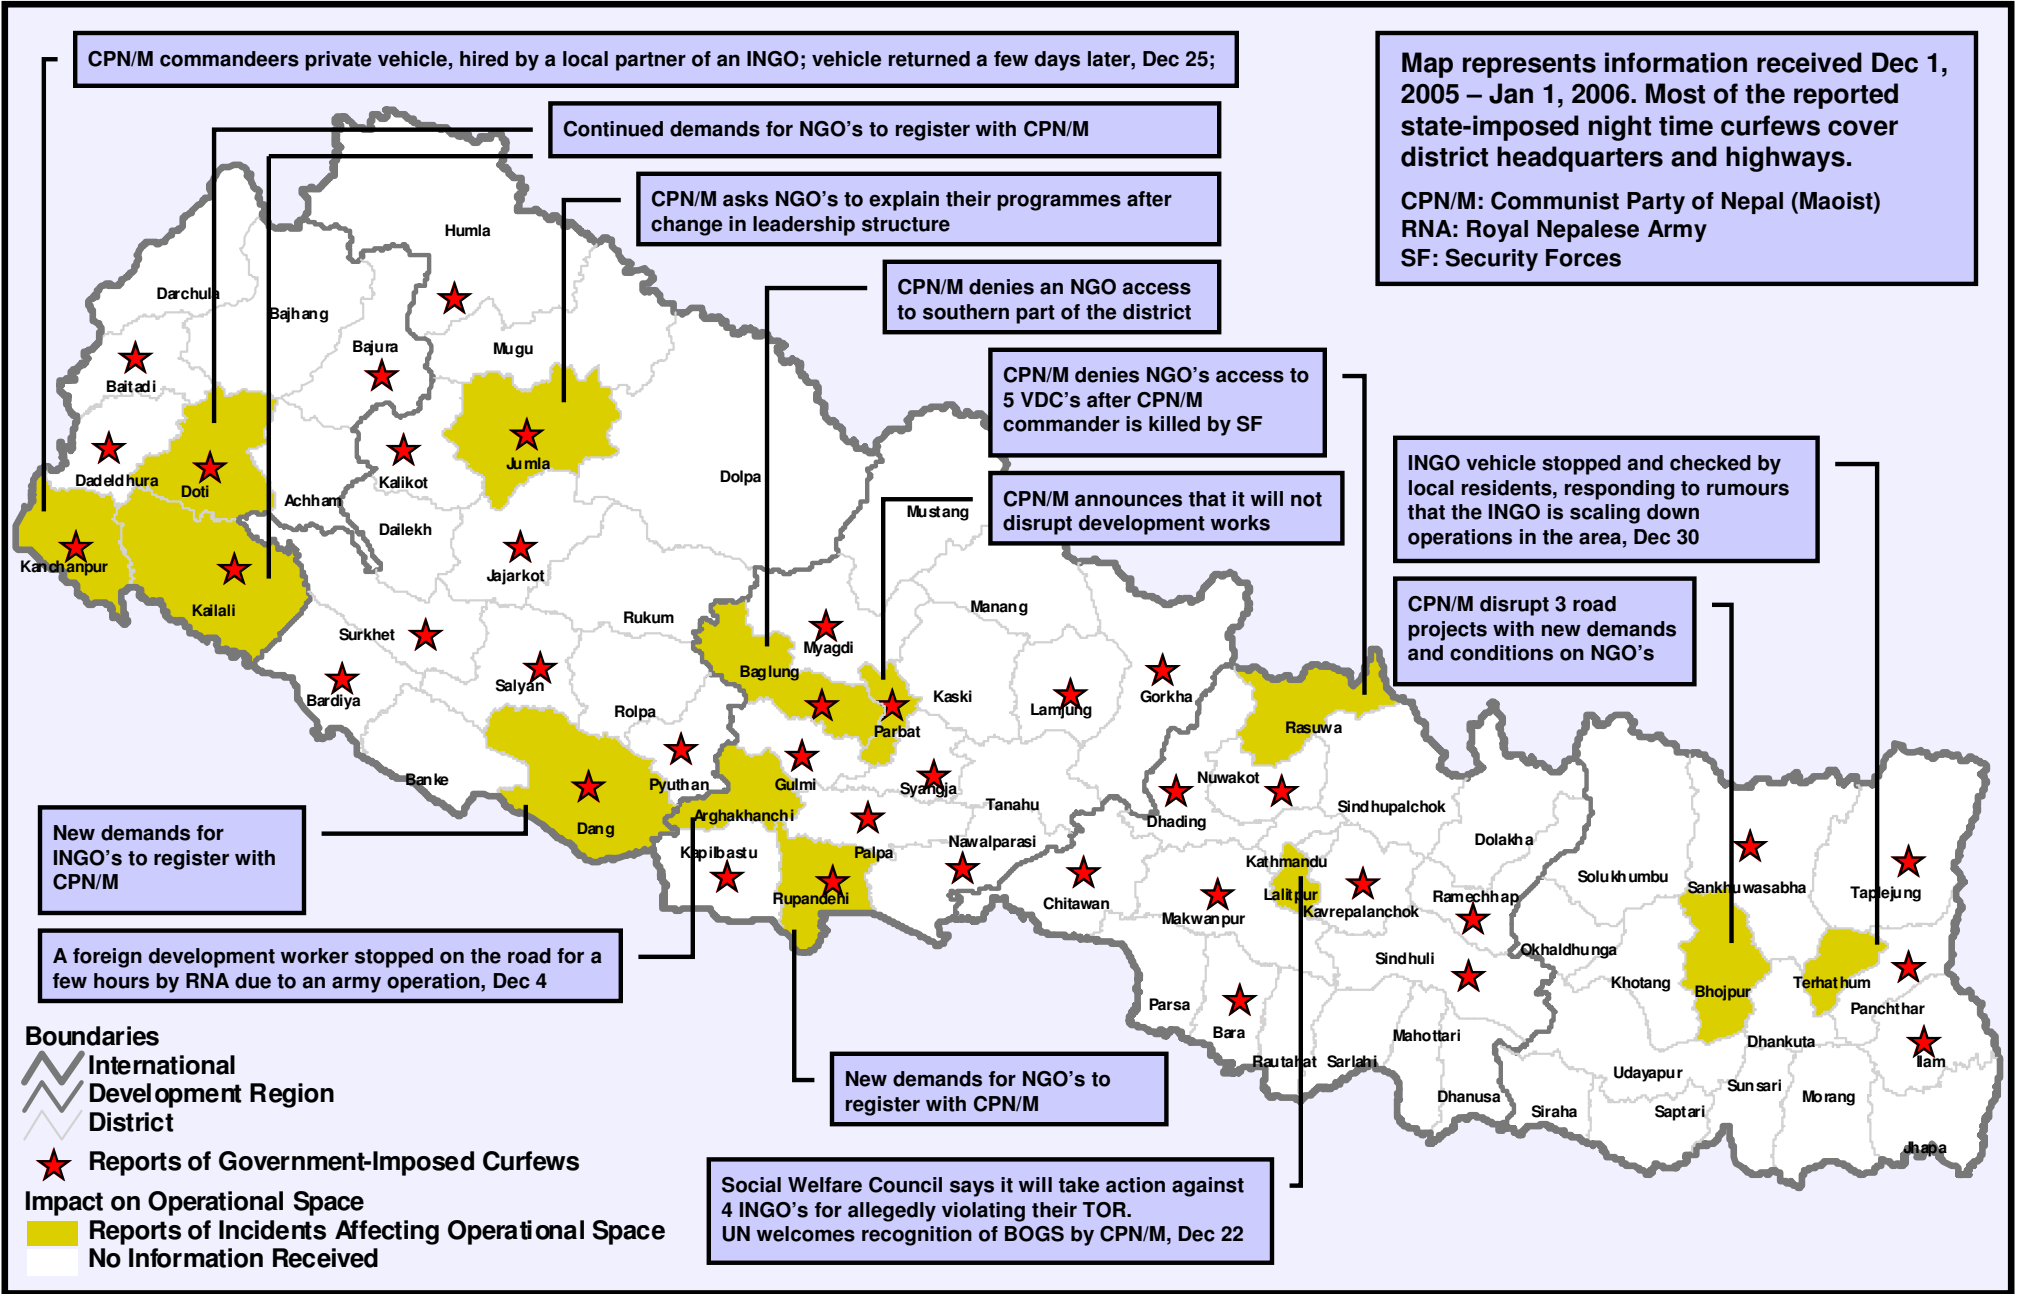 CPN/M commandeers private vehicle, hired by a local partner of an INGO; vehicle returned a few days later, Dec 25;
Continued demands for NGO's to register with CPN/M
CPN/M asks NGO's to explain their programmes after
change in leadership structure
CPN/M denies an NGO access
to southern part of the district
CPN/M denies NGO's access to
5 VDC's after CPN/M
commander is killed by SF
CPN/M announces that it will not
disrupt development works
Map represents information received Dec 1,
2005 – Jan 1, 2006. Most of the reported
state-imposed night time curfews cover
district headquarters and highways.
CPN/M: Communist Party of Nepal (Maoist)
RNA: Royal Nepalese Army
SF: Security Forces
INGO vehicle stopped and checked by
local residents, responding to rumours
that the INGO is scaling down
operations in the area, Dec 30
CPN/M disrupt 3 road
projects with new demands
and conditions on NGO's
Humla
Darchula
Bajhang
Bajura
Mugu
Baitadi
Dadeldhura
Doti
Achham
Kalikot
Jumla
Dolpa
Dailekh
Mustang
Kanchanpur
Kailali
Jajarkot
Rukum
Manang
Surkhet
Myagdi
Baglung
Salyan
Bardiya
Rolpa
Kaski
Lamjung
Gorkha
Parbat
Rasuwa
Banke
Pyuthan
Gulmi
Syangja
Tanahu
Nuwakot
Sindhupalchok
Dhading
Dang
Arghakhanchi
Kapilbastu
Palpa
Nawalparasi
Dolakha
Kathmandu
Rupandehi
Chitawan
Makwanpur
Lalitpur
Kavrepalanchok
Ramechhap
Solukhumbu
Sankhuwasabha
Taplejung
Sindhuli
Okhaldhunga
Khotang
Bhojpur
Terhathum
Panchthar
Parsa
Bara
Rautahat
Sarlahi
Mahottari
Dhanusa
Siraha
Udayapur
Saptari
Dhankuta
Sunsari
Morang
Ilam
Jhapa
New demands for
INGO's to register with
CPN/M
A foreign development worker stopped on the road for a
few hours by RNA due to an army operation, Dec 4
New demands for NGO's to
register with CPN/M
Social Welfare Council says it will take action against
4 INGO's for allegedly violating their TOR.
UN welcomes recognition of BOGS by CPN/M, Dec 22
Boundaries
International
Development Region
District
Reports of Government-Imposed Curfews
Impact on Operational Space
Reports of Incidents Affecting Operational Space
No Information Received